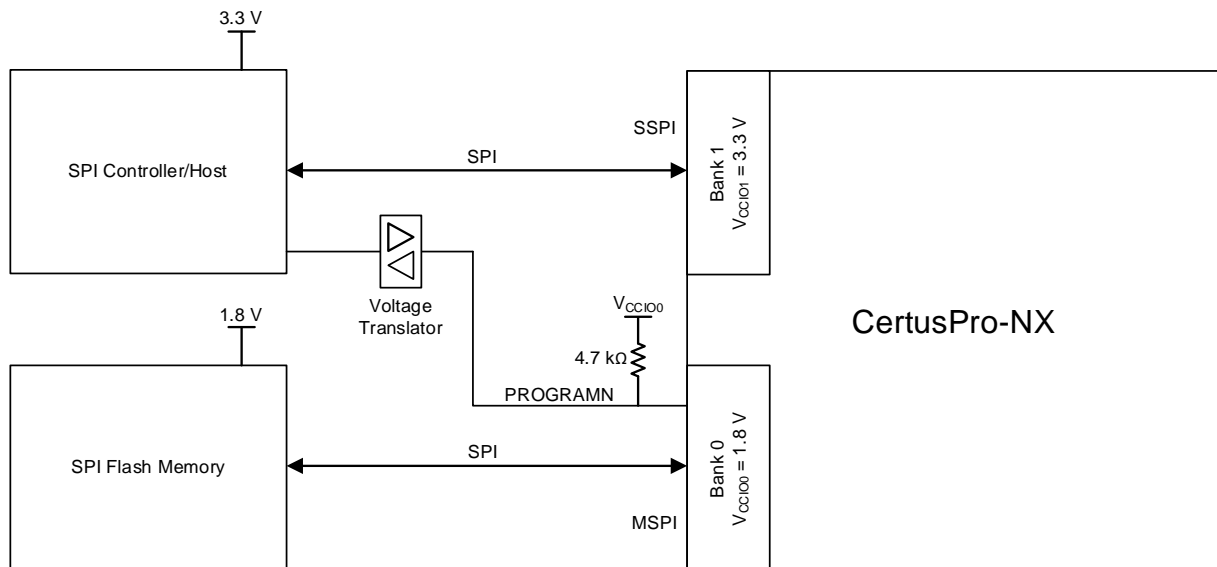 3.3 V
SPI Controller/Host
SPI
SSPI
Bank 1
VCCIO1 = 3.3 V
Voltage
Translator
VCCIO0
4.7 kΩ
CertusPro-NX
1.8 V
PROGRAMN
SPI Flash Memory
SPI
MSPI
Bank 0
VCCIO0 = 1.8 V